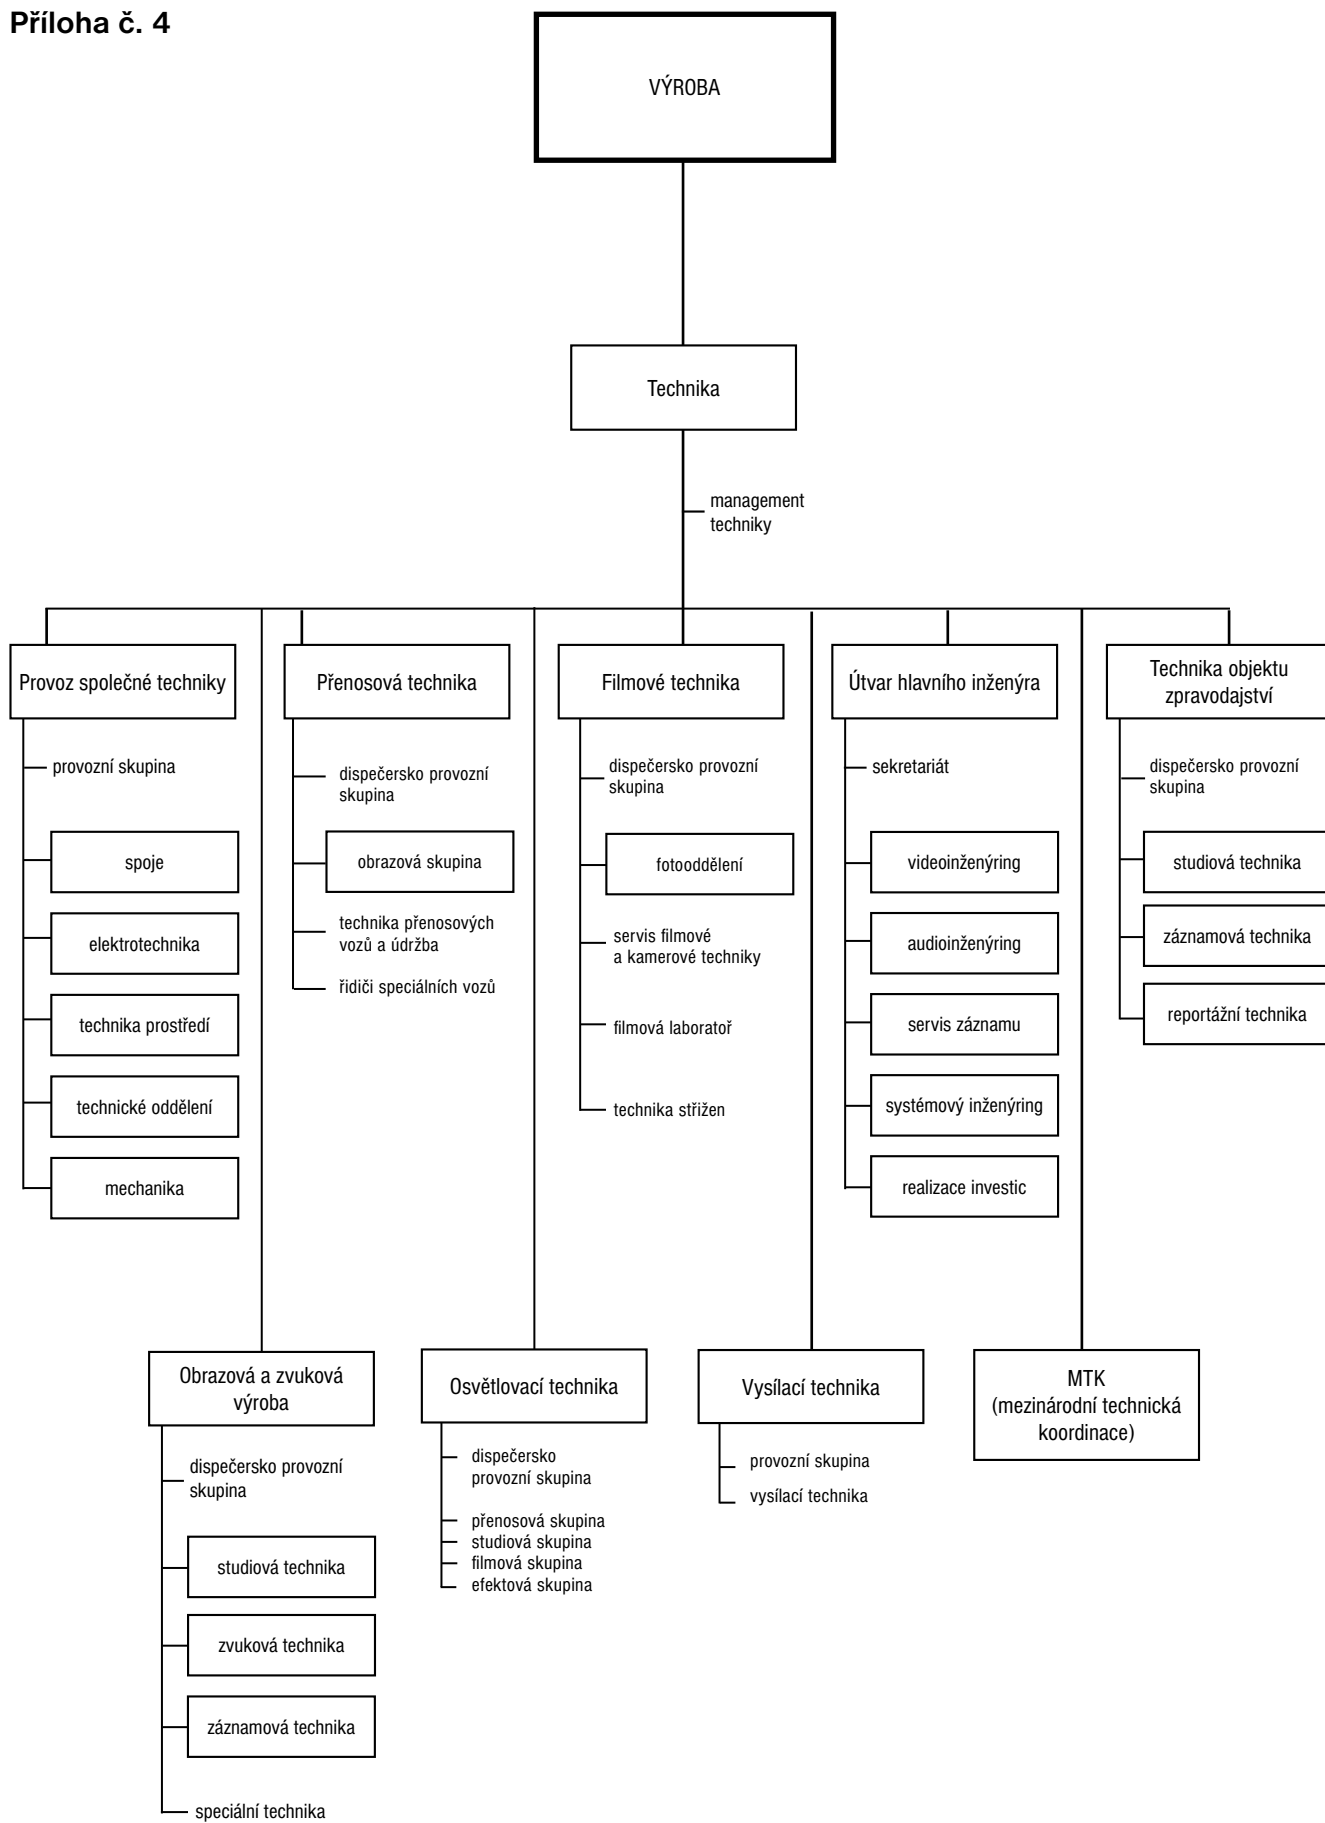 Příloha č. 4
VÝROBA
Technika
management
techniky
Provoz společné techniky
provozní skupina
spoje
elektrotechnika
technika prostředí
technické oddělení
mechanika
Přenosová technika
dispečersko provozní
skupina
obrazová skupina
technika přenosových
vozů a údržba
řidiči speciálních vozů
Filmové technika
dispečersko provozní
skupina
fotooddělení
servis filmové
a kamerové techniky
filmová laboratoř
technika střižen
Útvar hlavního inženýra
sekretariát
videoinženýring
audioinženýring
servis záznamu
systémový inženýring
realizace investic
Technika objektu
zpravodajství
dispečersko provozní
skupina
studiová technika
záznamová technika
reportážní technika
Obrazová a zvuková
výroba
dispečersko provozní
skupina
studiová technika
zvuková technika
záznamová technika
speciální technika
Osvětlovací technika
dispečersko
provozní skupina
přenosová skupina
studiová skupina
filmová skupina
efektová skupina
Vysílací technika
provozní skupina
vysílací technika
MTK
(mezinárodní technická
koordinace)